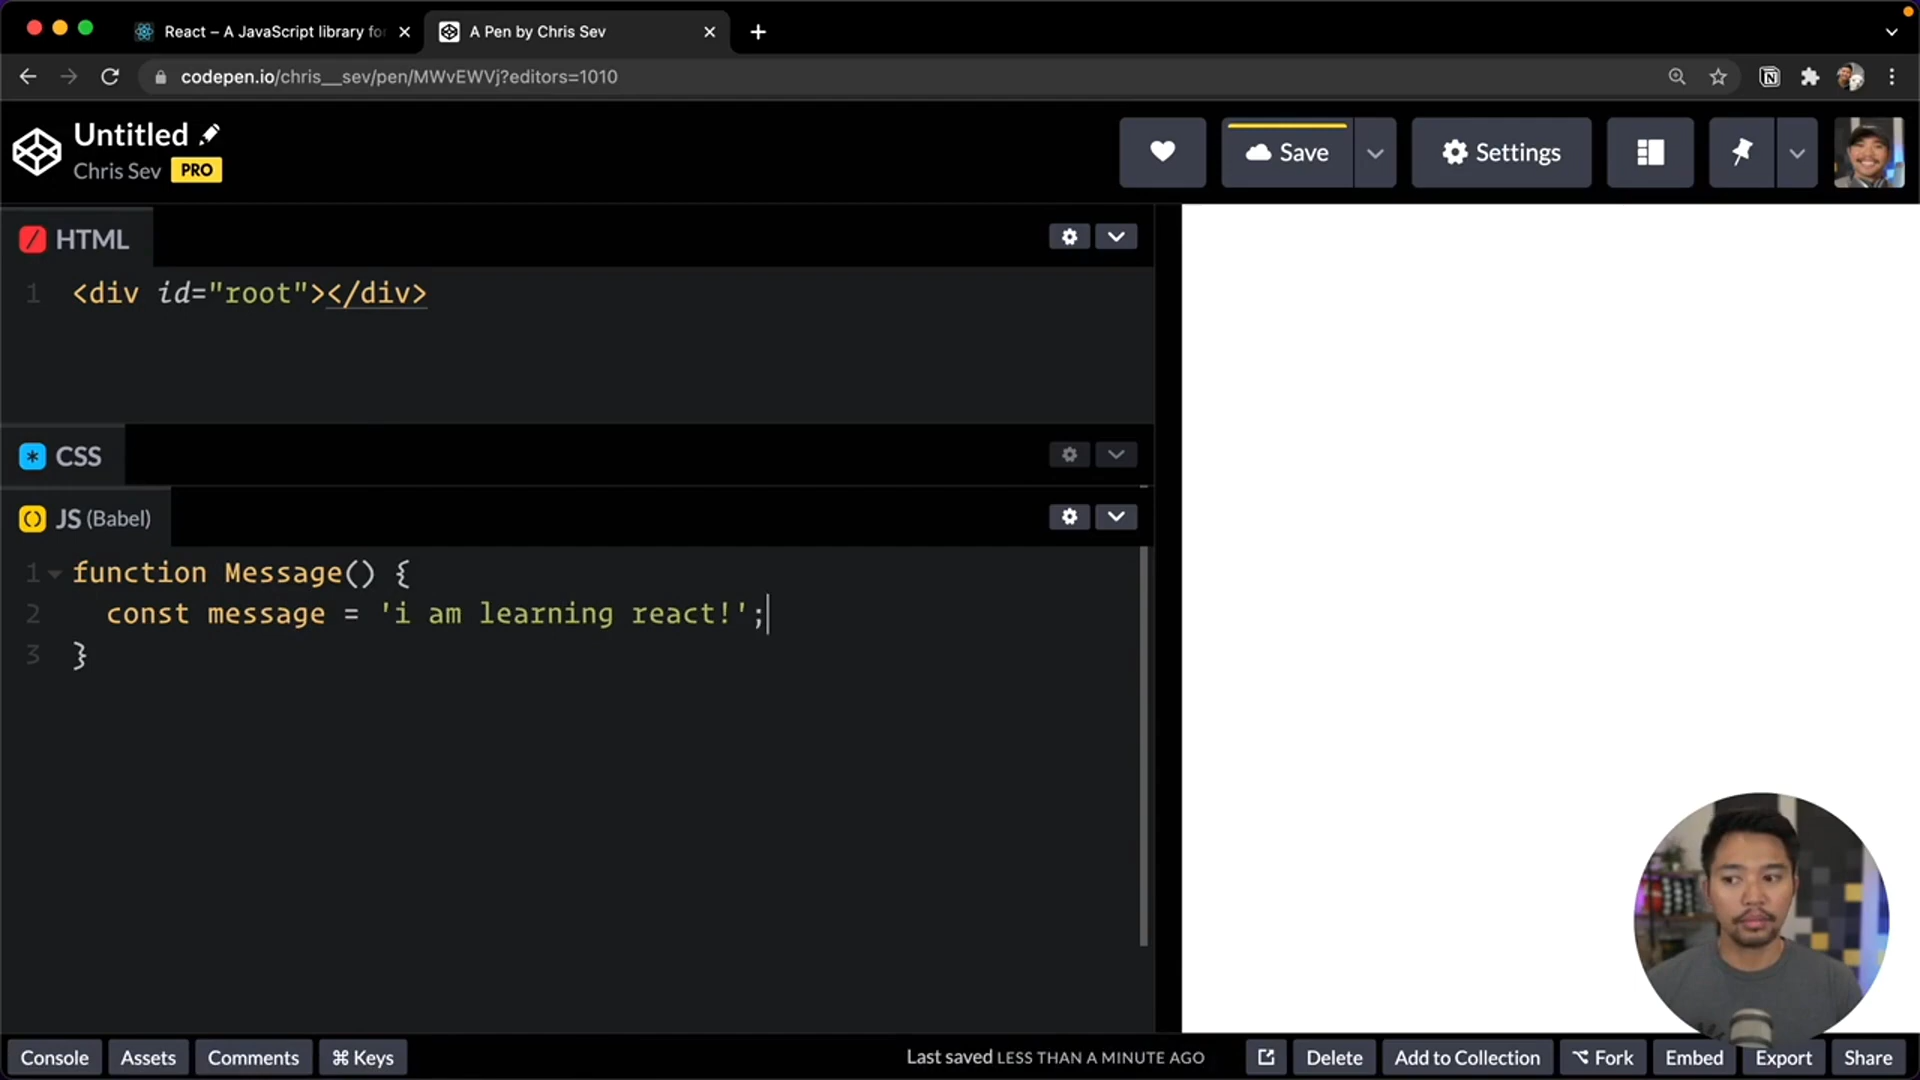 React – A JavaScript library for
A Pen by Chris Sev
codepen.io/chris__sev/pen/MWvEWVj?editors=1010
Untitled
Chris Sev PRO
Save
Settings
HTML
1 <div id="root"></div>
CSS
JS (Babel)
1 function Message() {
2 const message = 'i am learning react!';
3 }
Console Assets Comments ⌘ Keys Last saved LESS THAN A MINUTE AGO Delete Add to Collection ⌥ Fork Embed Export Share